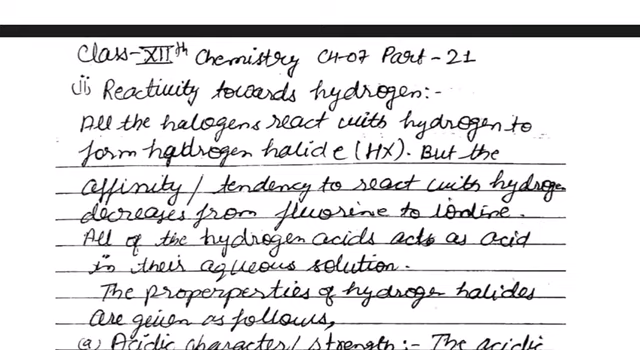 Class-XIIth Chemistry CH-07 Part-21
ii) Reactivity towards hydrogen:-
All the halogens react with hydrogen to
form hydrogen halide (HX). But the
affinity/tendency to react with hydrogen
decreases from fluorine to iodine.
All of the hydrogen acids acts as acid
in their aqueous solution.
The properperties of hydrogen halides
are given as follows,
(a) Acidic character/strength:- The acidic